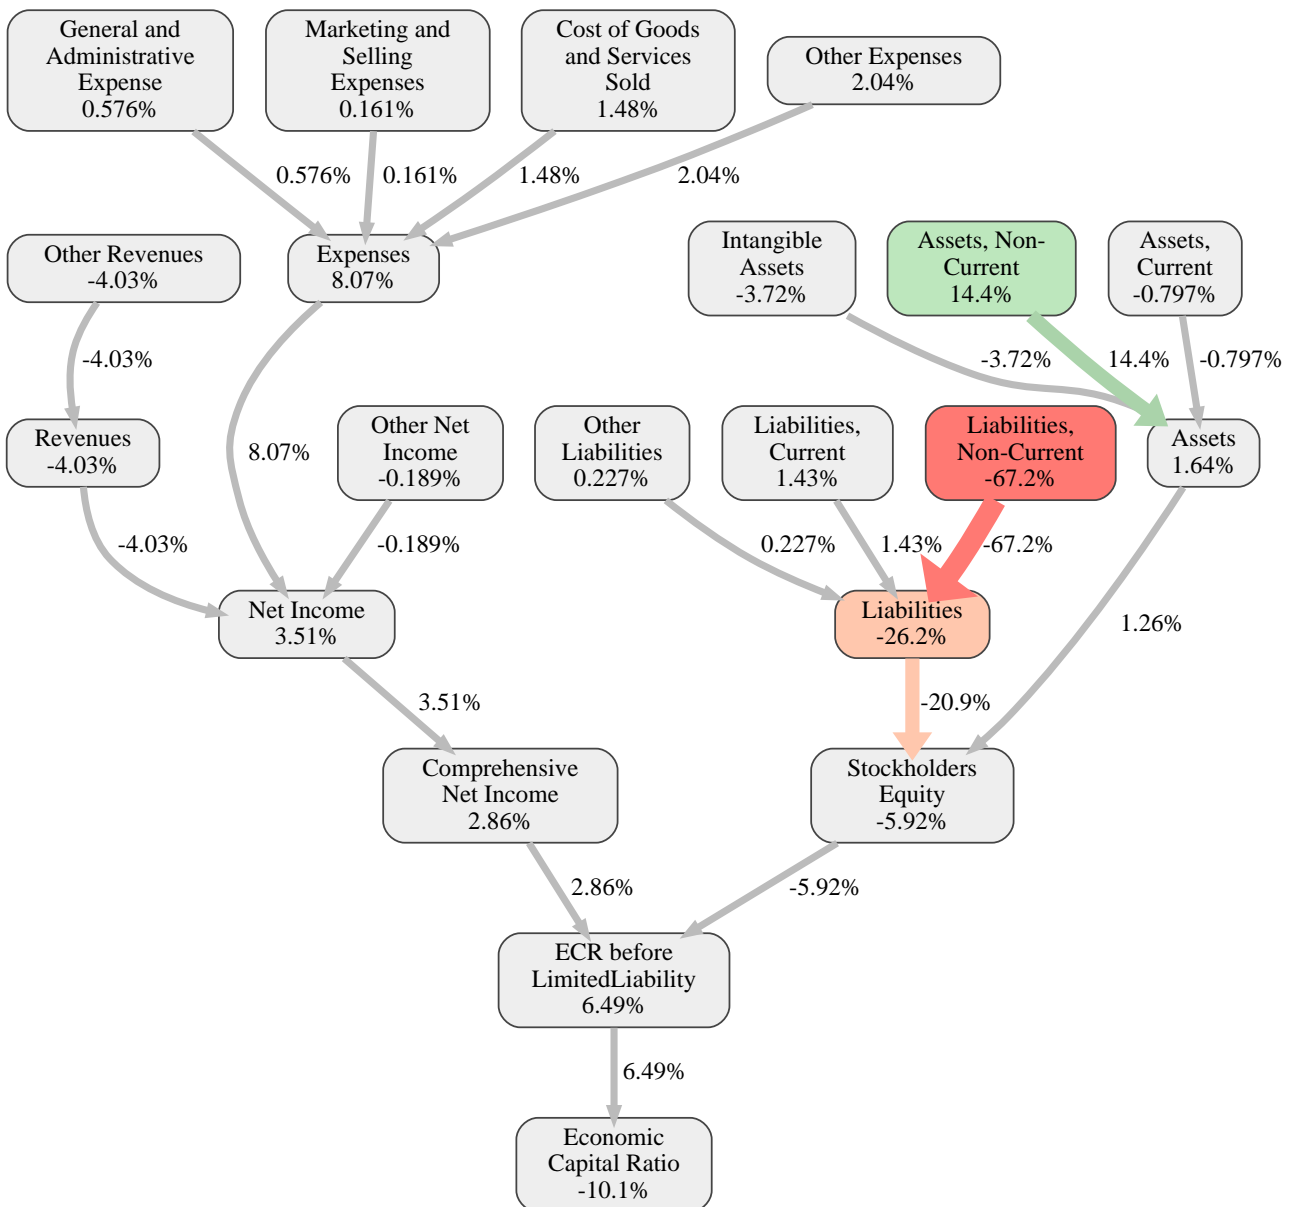 General and
Administrative
Expense
0.576%
Marketing and
Selling
Expenses
0.161%
Cost of Goods
and Services
Sold
1.48%
Other Expenses
2.04%
0.576%
0.161%
1.48%
2.04%
Other Revenues
-4.03%
Expenses
8.07%
Intangible
Assets
-3.72%
Assets, Non-
Current
14.4%
Assets,
Current
-0.797%
-4.03%
-3.72%
14.4%
-0.797%
Revenues
-4.03%
8.07%
Other Net
Income
-0.189%
Other
Liabilities
0.227%
Liabilities,
Current
1.43%
Liabilities,
Non-Current
-67.2%
Assets
1.64%
-4.03%
-0.189%
0.227%
1.43%
-67.2%
Net Income
3.51%
Liabilities
-26.2%
1.26%
3.51%
-20.9%
Comprehensive
Net Income
2.86%
Stockholders
Equity
-5.92%
2.86%
-5.92%
ECR before
LimitedLiability
6.49%
6.49%
Economic
Capital Ratio
-10.1%